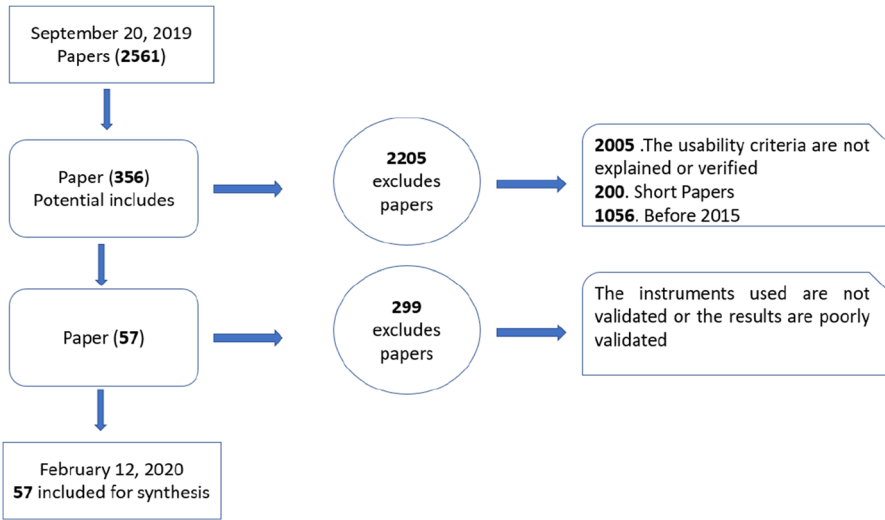 September 20, 2019
Papers (2561)
Paper (356)
Potential includes
2205
excludes
papers
2005 .The usability criteria are not
explained or verified
200. Short Papers
1056. Before 2015
Paper (57)
299
excludes
papers
The instruments used are not
validated or the results are poorly
validated
February 12, 2020
57 included for synthesis